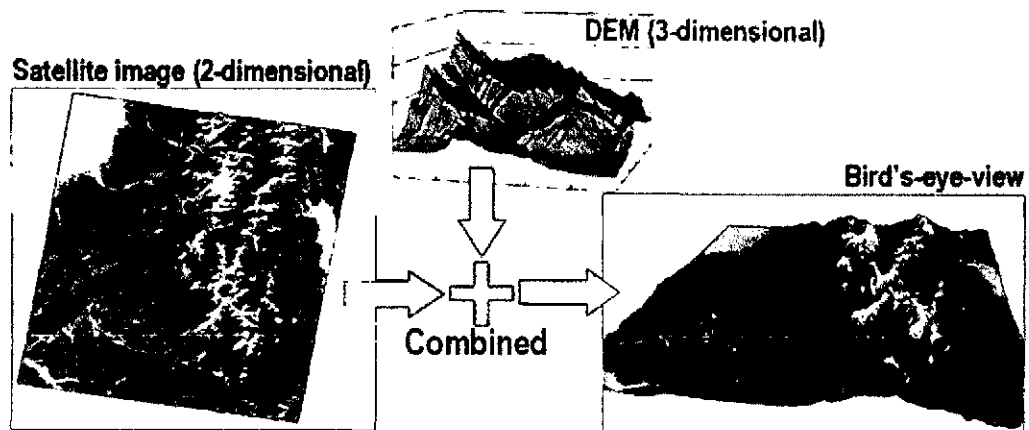 DEM (3-dimensional)
Satellite image (2-dimensional)
Bird's-eye-view
Combined